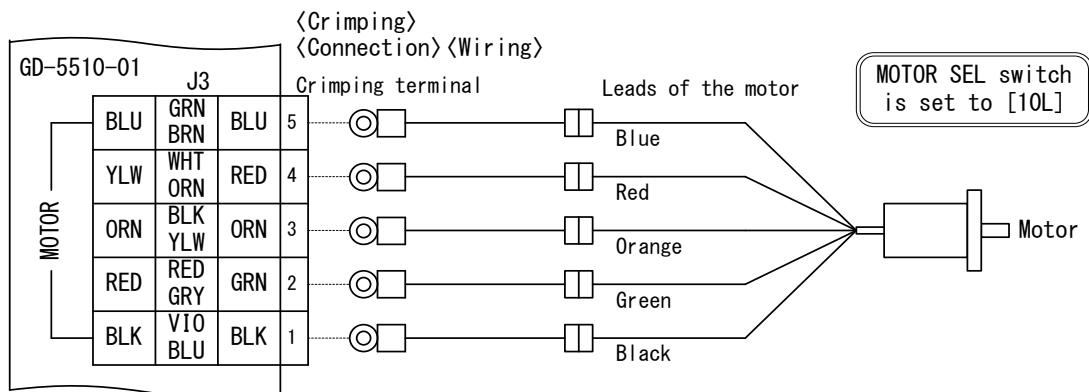 〈Crimping〉
〈Connection〉〈Wiring〉
GD-5510-01
J3
Crimping terminal
Leads of the motor
MOTOR SEL switch
is set to [10L]
MOTOR
BLU GRN BRN BLU 5
Blue
YLW WHT ORN RED 4
Red
ORN BLK YLW ORN 3
Orange
Motor
RED RED GRY GRN 2
Green
BLK VIO BLU BLK 1
Black